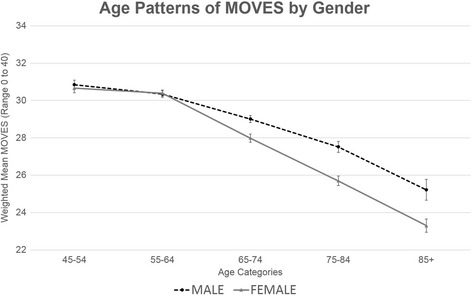 Age Patterns of MOVES by Gender
Weighted Mean MOVES (Range 0 to 40)
34
32
30
28
26
24
22
45-54 55-64 65-74 75-84 85+
Age Categories
MALE FEMALE